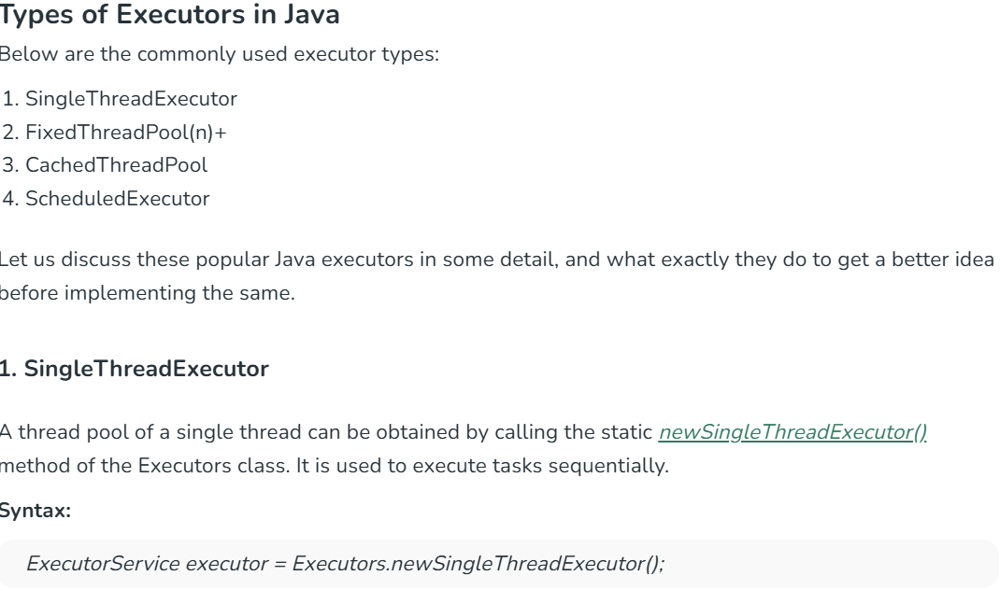 Types of Executors in Java
Below are the commonly used executor types:
1. SingleThreadExecutor
2. FixedThreadPool(n)+
3. CachedThreadPool
4. ScheduledExecutor
Let us discuss these popular Java executors in some detail, and what exactly they do to get a better idea
before implementing the same.
1. SingleThreadExecutor
A thread pool of a single thread can be obtained by calling the static newSingleThreadExecutor()
method of the Executors class. It is used to execute tasks sequentially.
Syntax:
ExecutorService executor = Executors.newSingleThreadExecutor();